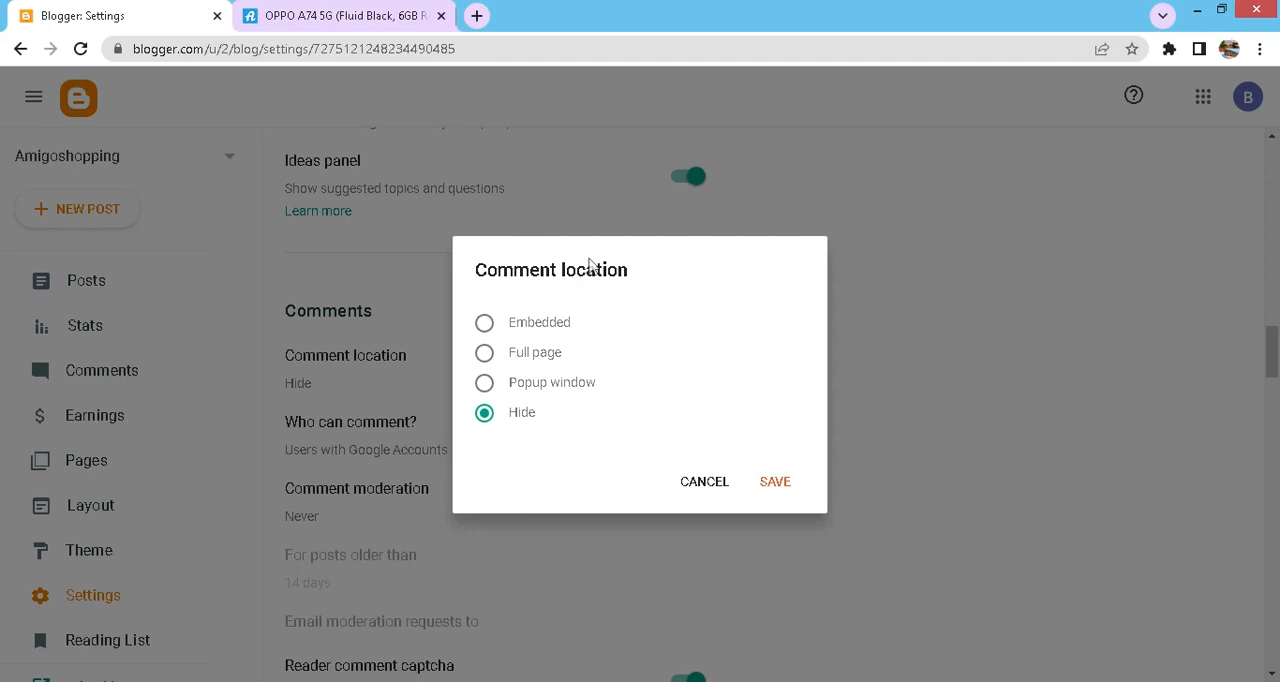 Blogger: Settings
OPPO A74 5G (Fluid Black, 6GB R
blogger.com/u/2/blog/settings/7275121248234490485
B
Amigoshopping
NEW POST
Posts
Stats
Comments
Earnings
Pages
Layout
Theme
Settings
Reading List
Ideas panel
Show suggested topics and questions
Learn more
Comments
Comment location
Hide
Who can comment?
Users with Google Accounts
Comment moderation
Never
For posts older than
14 days
Email moderation requests to
Reader comment captcha
Comment location
Embedded
Full page
Popup window
Hide
CANCEL
SAVE